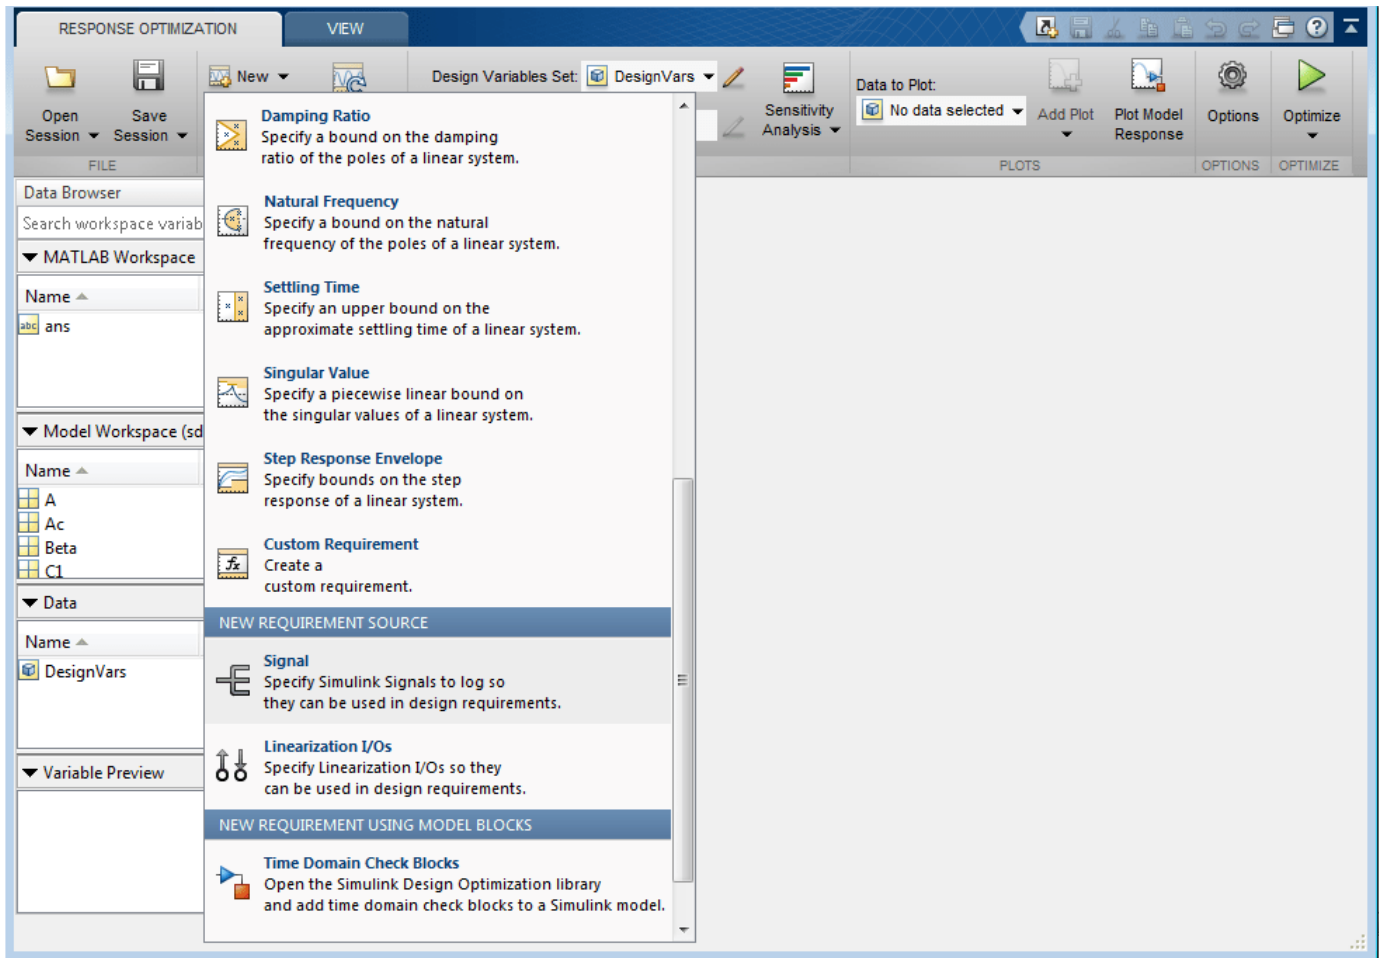 RESPONSE OPTIMIZATION
VIEW
New
Design Variables Set:
DesignVars
Data to Plot:
No data selected
Open
Session
Save
Session
Sensitivity
Analysis
Add Plot
Plot Model
Response
Options
Optimize
FILE
PLOTS
OPTIONS
OPTIMIZE
Data Browser
Search workspace variab
MATLAB Workspace
Name
abc ans
Model Workspace (sd
Name
A
Ac
Beta
C1
Data
Name
DesignVars
Variable Preview
Damping Ratio
Specify a bound on the damping
ratio of the poles of a linear system.
Natural Frequency
Specify a bound on the natural
frequency of the poles of a linear system.
Settling Time
Specify an upper bound on the
approximate settling time of a linear system.
Singular Value
Specify a piecewise linear bound on
the singular values of a linear system.
Step Response Envelope
Specify bounds on the step
response of a linear system.
fx
Custom Requirement
Create a
custom requirement.
NEW REQUIREMENT SOURCE
Signal
Specify Simulink Signals to log so
they can be used in design requirements.
Linearization I/Os
Specify Linearization I/Os so they
can be used in design requirements.
NEW REQUIREMENT USING MODEL BLOCKS
Time Domain Check Blocks
Open the Simulink Design Optimization library
and add time domain check blocks to a Simulink model.